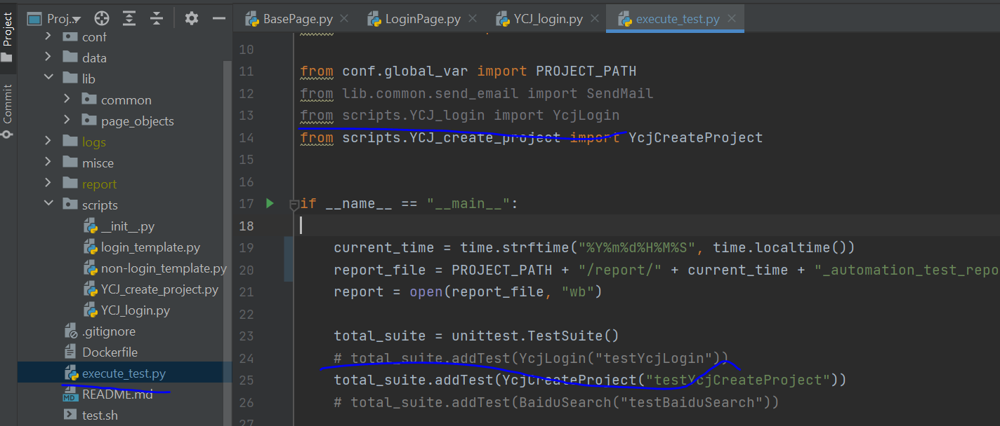 Project
Commit
Proj...
conf
data
lib
common
page_objects
logs
misce
report
scripts
__init__.py
login_template.py
non-login_template.py
YCJ_create_project.py
YCJ_login.py
.gitignore
Dockerfile
execute_test.py
MD README.md
test.sh
BasePage.py
LoginPage.py
YCJ_login.py
execute_test.py
10
11 from conf.global_var import PROJECT_PATH
12 from lib.common.send_email import SendMail
13 from scripts.YCJ_login import YcjLogin
14 from scripts.YCJ_create_project import YcjCreateProject
15
16
17 if __name__ == "__main__":
18
19 current_time = time.strftime("%Y%m%d%H%M%S", time.localtime())
20 report_file = PROJECT_PATH + "/report/" + current_time + "_automation_test_repo
21 report = open(report_file, "wb")
22
23 total_suite = unittest.TestSuite()
24 # total_suite.addTest(YcjLogin("testYcjLogin"))
25 total_suite.addTest(YcjCreateProject("testYcjCreateProject"))
26 # total_suite.addTest(BaiduSearch("testBaiduSearch"))
27